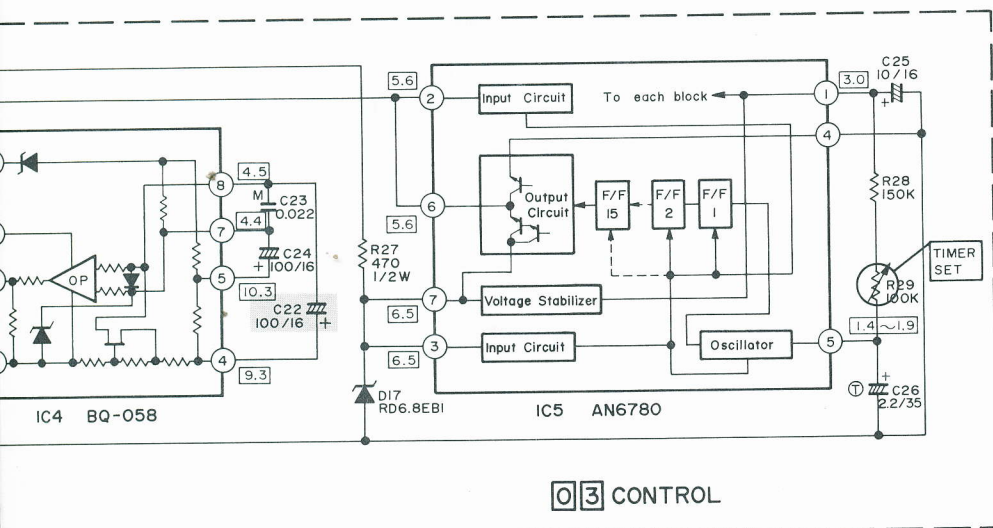 C25
10/16
3.0
+
5.6
2
Input Circuit
To each block
1
4
4.5
8
M
C23
0.022
4.4
7
C24
100/16
+
5
10.3
OP
C22
100/16
+
4
9.3
IC4 BQ-058
R27
470
1/2W
6
5.6
Output
Circuit
F/F
15
F/F
2
F/F
1
R28
150K
TIMER
SET
R29
100K
7
6.5
Voltage Stabilizer
1.4~1.9
3
6.5
Input Circuit
Oscillator
5
D17
RD6.8EB1
+
T
C26
2.2/35
IC5 AN6780
03 CONTROL